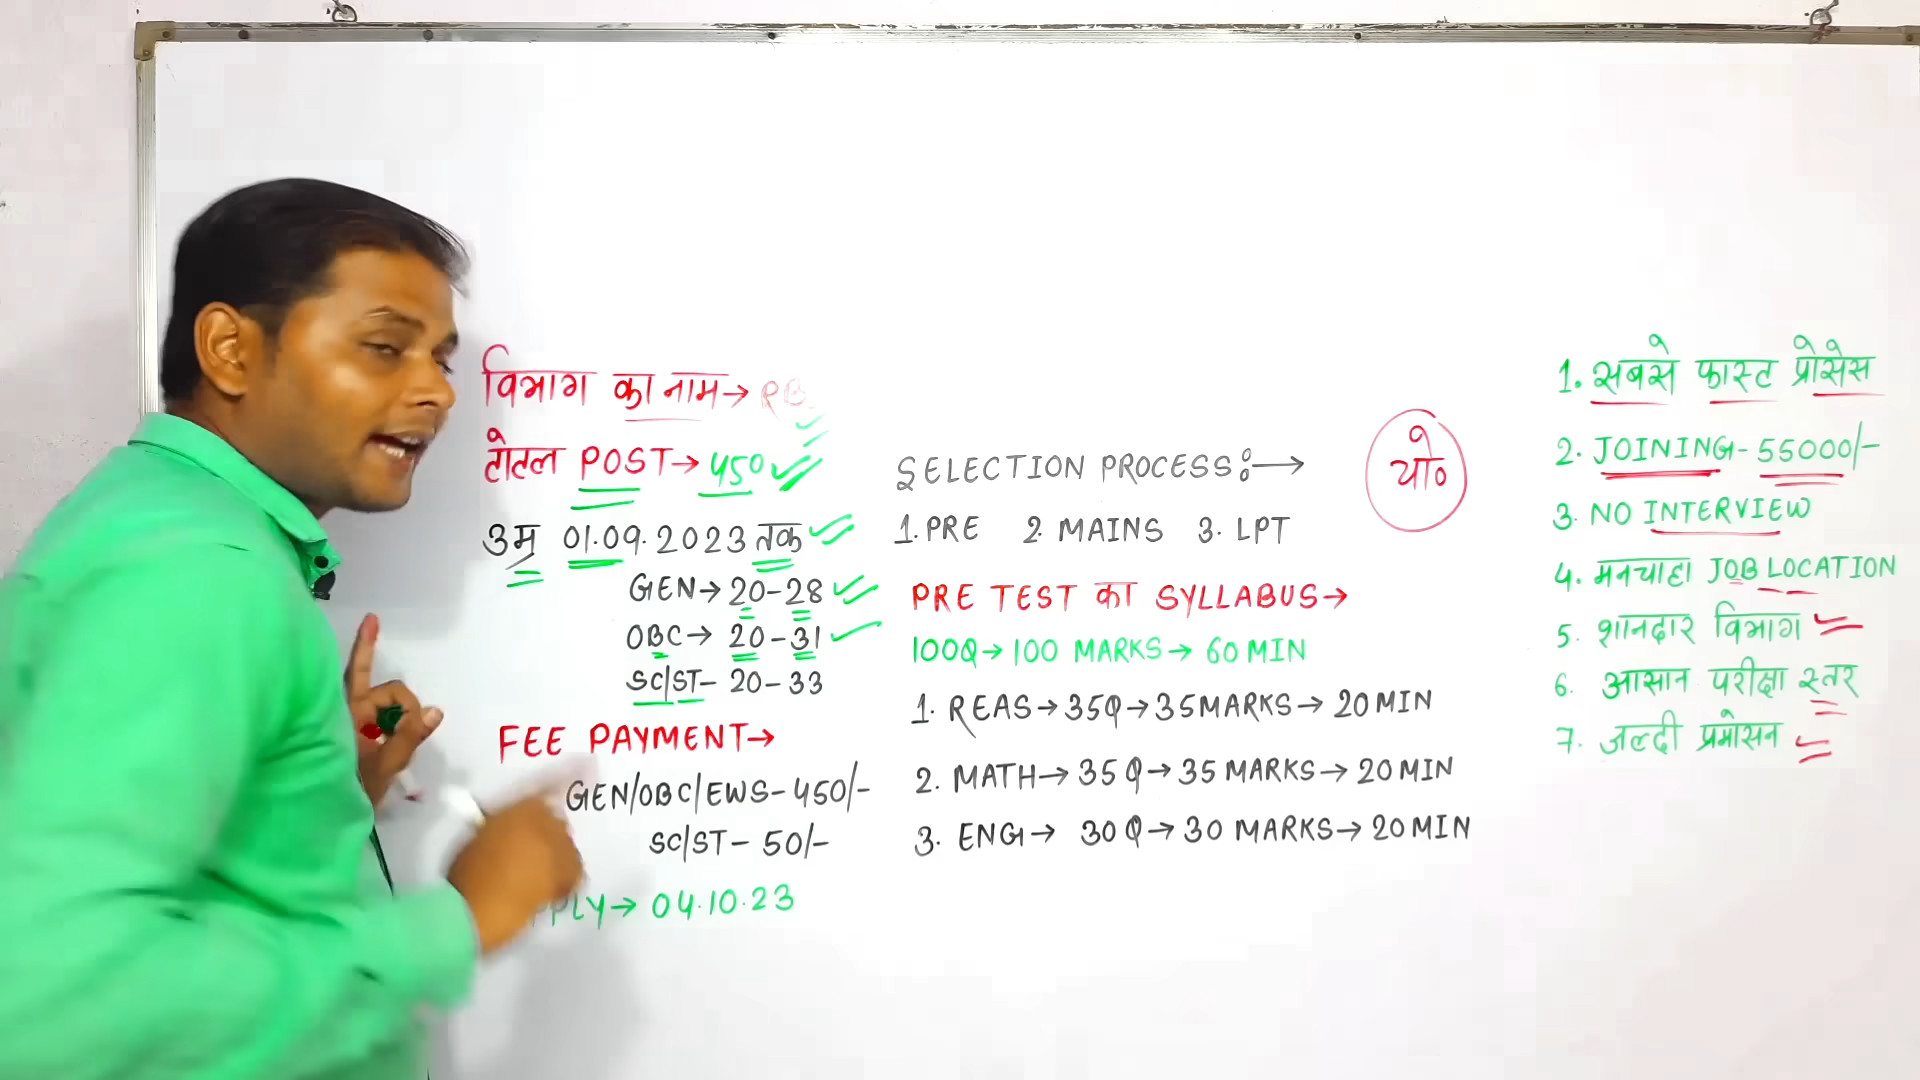 विभाग का नाम→ RB
टोटल POST→ 450
उम्र 01.09.2023 तक
GEN→ 20-28
OBC→ 20-31
SC|ST- 20-33
FEE PAYMENT→
GEN/OBC/EWS-450/-
SC/ST- 50/-
PPLY→ 04.10.23
SELECTION PROCESS:→
1. PRE 2. MAINS 3. LPT
PRE TEST का SYLLABUS→
100Q→100 MARKS→60 MIN
1. REAS→35Q→35 MARKS→20 MIN
2. MATH→35Q→35 MARKS→20 MIN
3. ENG→ 30Q→30 MARKS→20 MIN
यो०
1. सबसे फास्ट प्रोसेस
2. JOINING-55000/-
3. NO INTERVIEW
4. मनचाहा JOB LOCATION
5. शानदार विभाग
6. आसान परीक्षा स्तर
7. जल्दी प्रमोसन